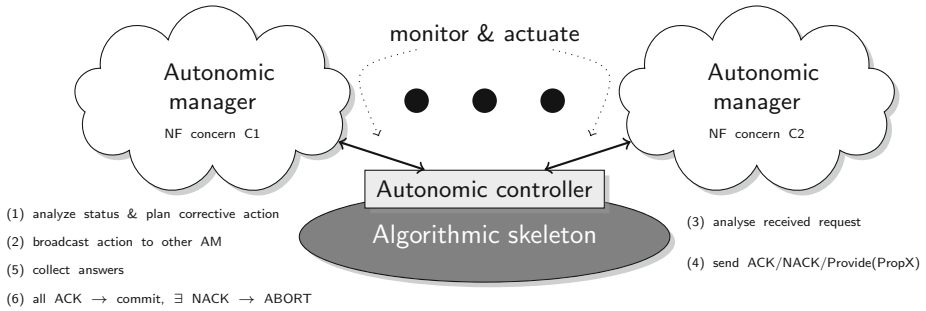 monitor & actuate
Autonomic
manager
NF concern C1
Autonomic
manager
NF concern C2
Autonomic controller
Algorithmic skeleton
(1) analyze status & plan corrective action
(2) broadcast action to other AM
(5) collect answers
(6) all ACK → commit, ∃ NACK → ABORT
(3) analyse received request
(4) send ACK/NACK/Provide(PropX)